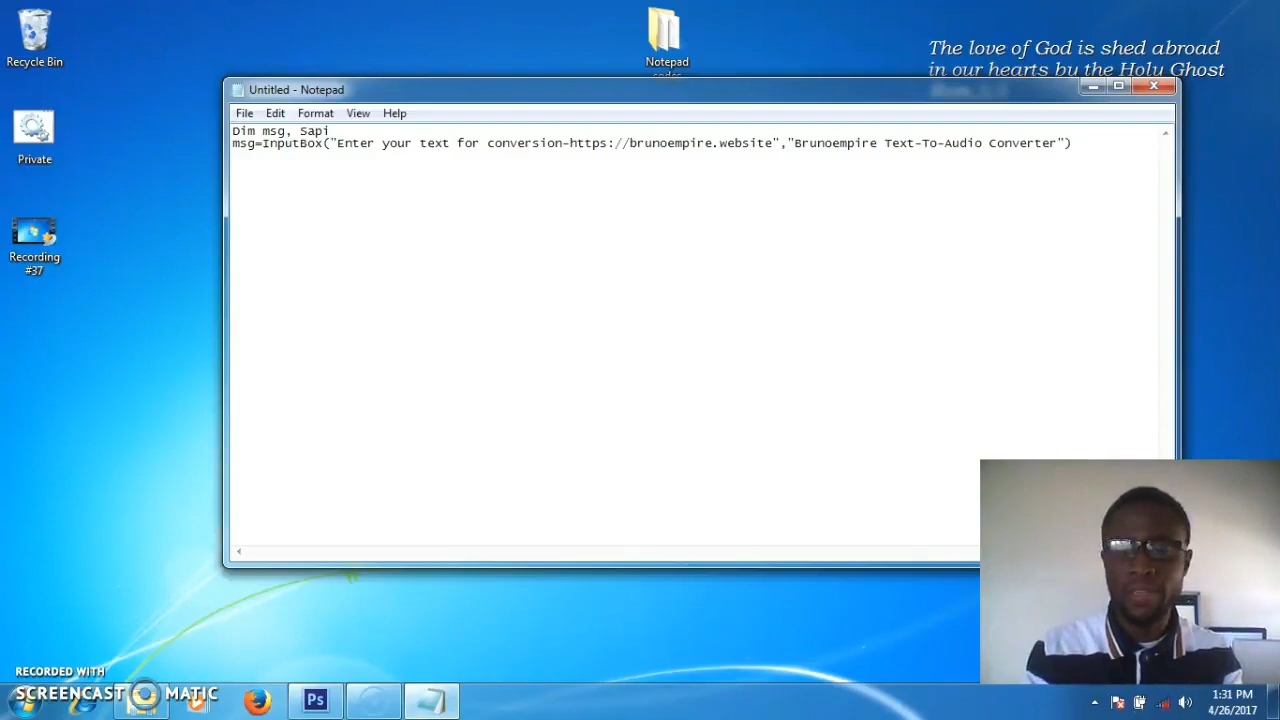 Recycle Bin
Private
Recording
#37
Notepad
codes
The love of God is shed abroad
in our hearts by the Holy Ghost
Untitled - Notepad
File Edit Format View Help
Dim msg, Sapi
msg=InputBox("Enter your text for conversion-https://brunoempire.website","Brunoempire Text-To-Audio Converter")
RECORDED WITH
SCREENCAST MATIC
Ps
1:31 PM
4/26/2017